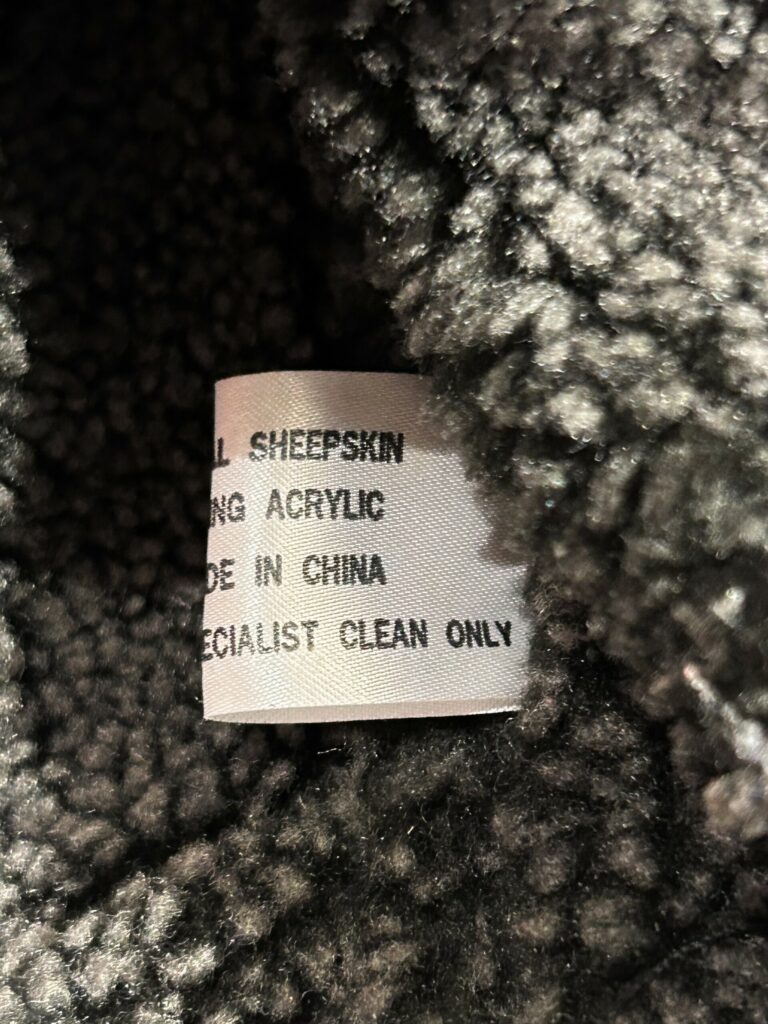 L SHEEPSKIN
NG ACRYLIC
DE IN CHINA
ECIALIST CLEAN ONLY